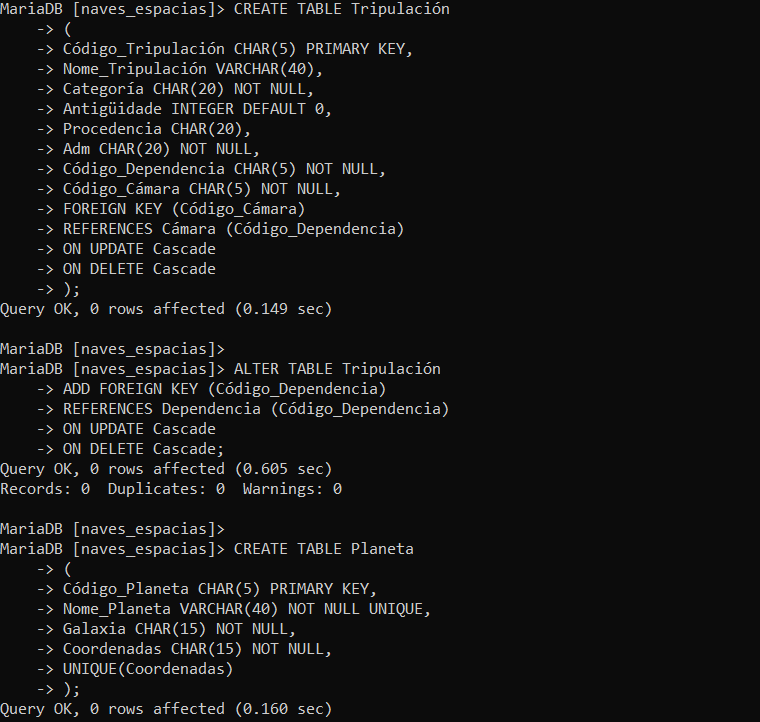 MariaDB [naves_espacias]> CREATE TABLE Tripulación
-> (
-> Código_Tripulación CHAR(5) PRIMARY KEY,
-> Nome_Tripulación VARCHAR(40),
-> Categoría CHAR(20) NOT NULL,
-> Antigüidade INTEGER DEFAULT 0,
-> Procedencia CHAR(20),
-> Adm CHAR(20) NOT NULL,
-> Código_Dependencia CHAR(5) NOT NULL,
-> Código_Cámara CHAR(5) NOT NULL,
-> FOREIGN KEY (Código_Cámara)
-> REFERENCES Cámara (Código_Dependencia)
-> ON UPDATE Cascade
-> ON DELETE Cascade
-> );
Query OK, 0 rows affected (0.149 sec)
MariaDB [naves_espacias]>
MariaDB [naves_espacias]> ALTER TABLE Tripulación
-> ADD FOREIGN KEY (Código_Dependencia)
-> REFERENCES Dependencia (Código_Dependencia)
-> ON UPDATE Cascade
-> ON DELETE Cascade;
Query OK, 0 rows affected (0.605 sec)
Records: 0  Duplicates: 0  Warnings: 0
MariaDB [naves_espacias]>
MariaDB [naves_espacias]> CREATE TABLE Planeta
-> (
-> Código_Planeta CHAR(5) PRIMARY KEY,
-> Nome_Planeta VARCHAR(40) NOT NULL UNIQUE,
-> Galaxia CHAR(15) NOT NULL,
-> Coordenadas CHAR(15) NOT NULL,
-> UNIQUE(Coordenadas)
-> );
Query OK, 0 rows affected (0.160 sec)